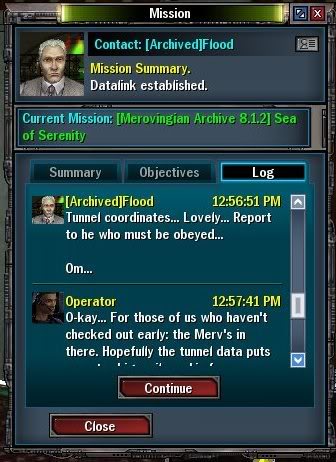 Mission
Contact: [Archived]Flood
Mission Summary.
Datalink established.
Current Mission: [Merovingian Archive 8.1.2] Sea
of Serenity
Summary Objectives Log
[Archived]Flood 12:56:51 PM
Tunnel coordinates... Lovely... Report
to he who must be obeyed...
Om...
Operator 12:57:41 PM
O-kay... For those of us who haven't
checked out early: the Merv's in
there. Hopefully the tunnel data puts
Continue
Close